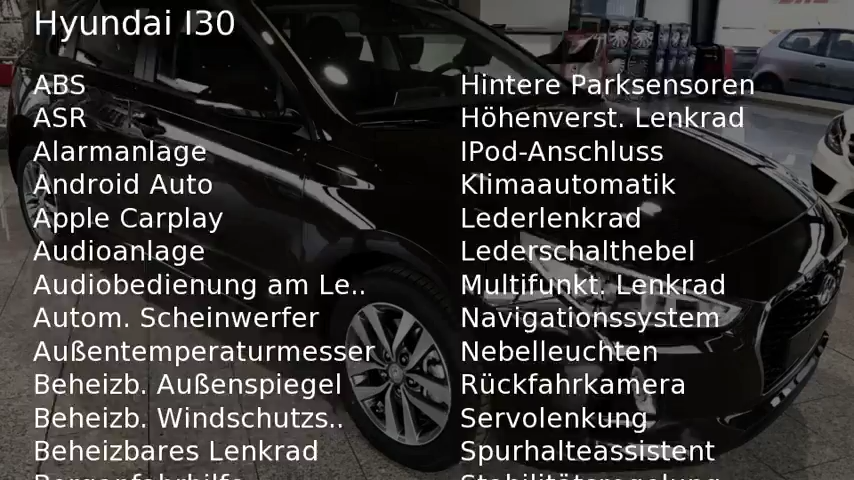 Hyundai I30
ABS
ASR
Alarmanlage
Android Auto
Apple Carplay
Audioanlage
Audiobedienung am Le..
Autom. Scheinwerfer
Außentemperaturmesser
Beheizb. Außenspiegel
Beheizb. Windschutzs..
Beheizbares Lenkrad
Berganfahrhilfe
Hintere Parksensoren
Höhenverst. Lenkrad
IPod-Anschluss
Klimaautomatik
Lederlenkrad
Lederschalthebel
Multifunkt. Lenkrad
Navigationssystem
Nebelleuchten
Rückfahrkamera
Servolenkung
Spurhalteassistent
Stabilitätsregelung